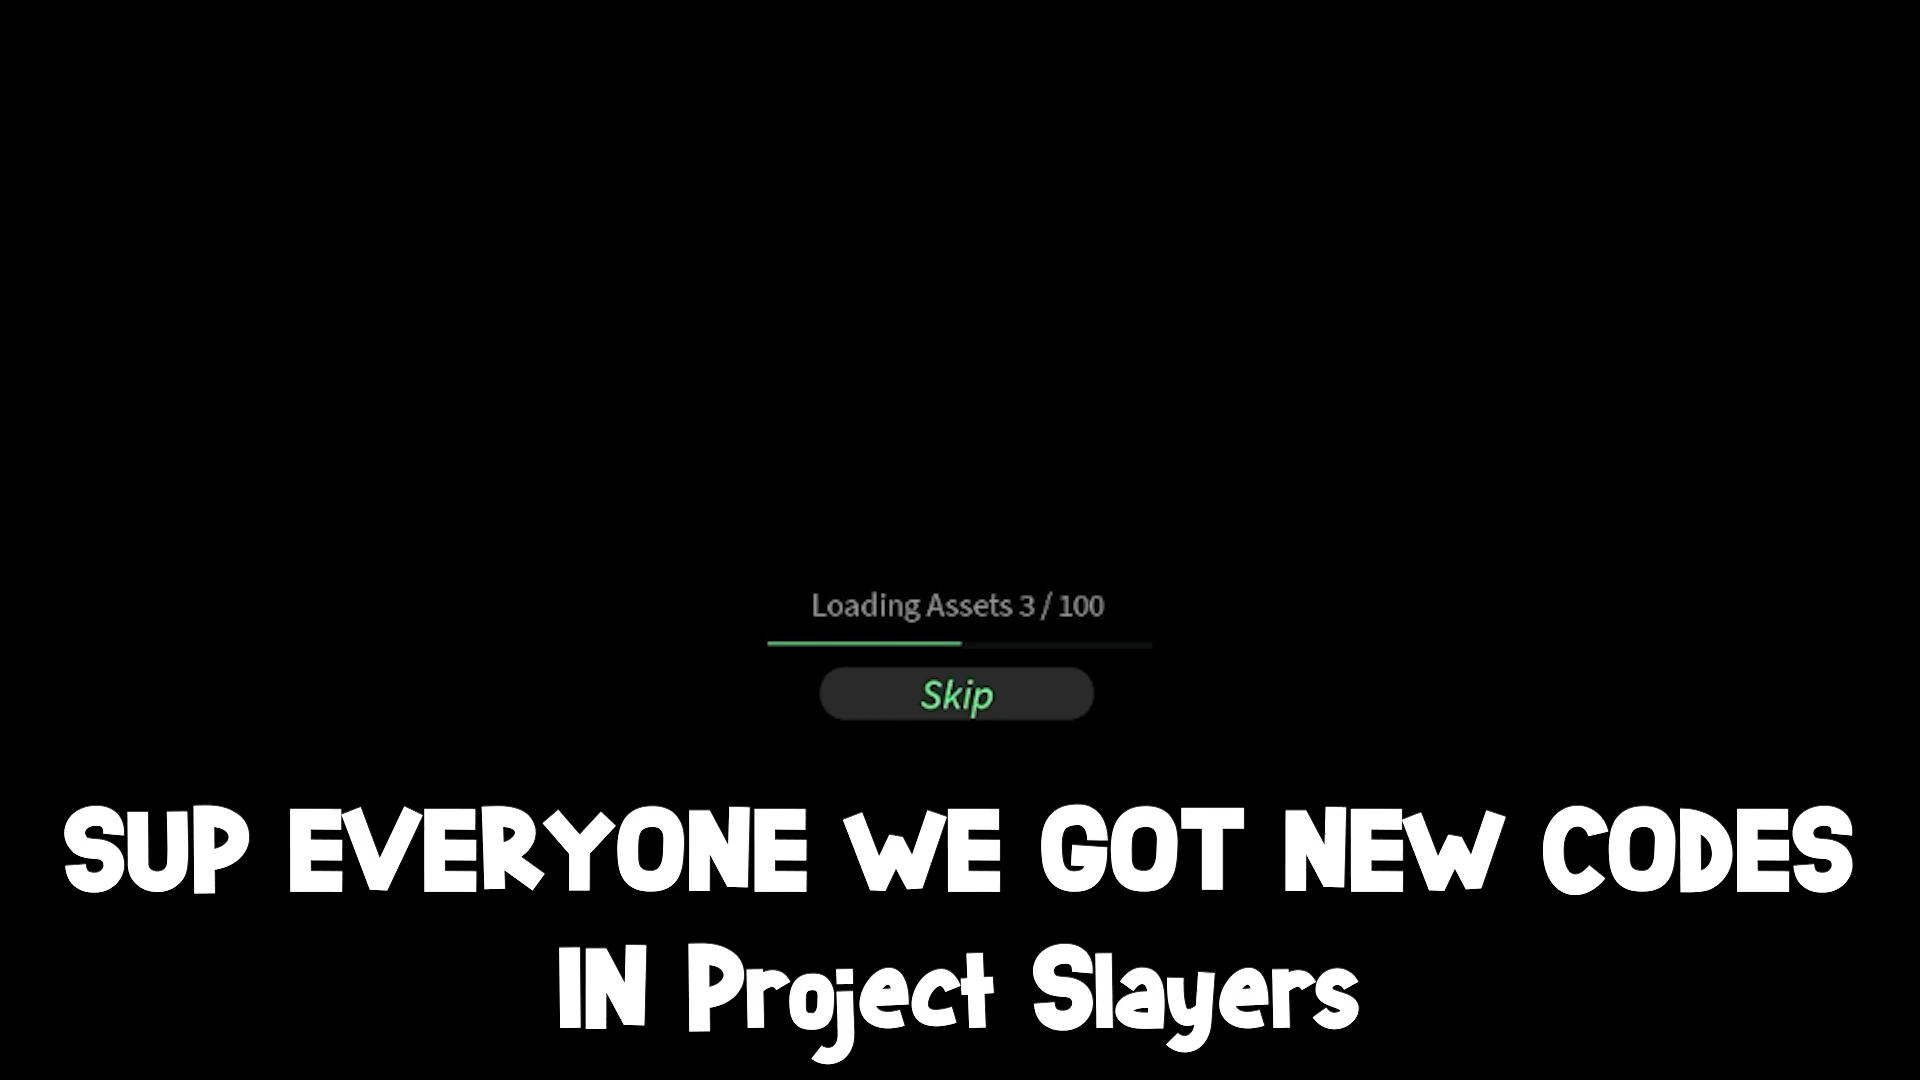 Loading Assets 3 / 100
Skip
SUP EVERYONE WE GOT NEW CODES
IN Project Slayers